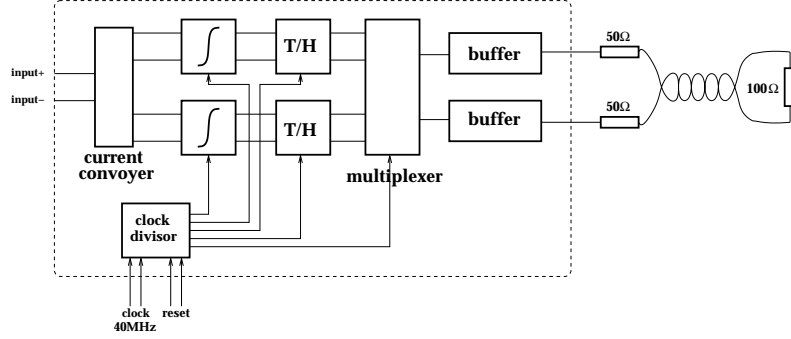 T/H
buffer
50Ω
input+
input−
100Ω
50Ω
T/H
buffer
current
convoyer
multiplexer
clock
divisor
clock
40MHz
reset